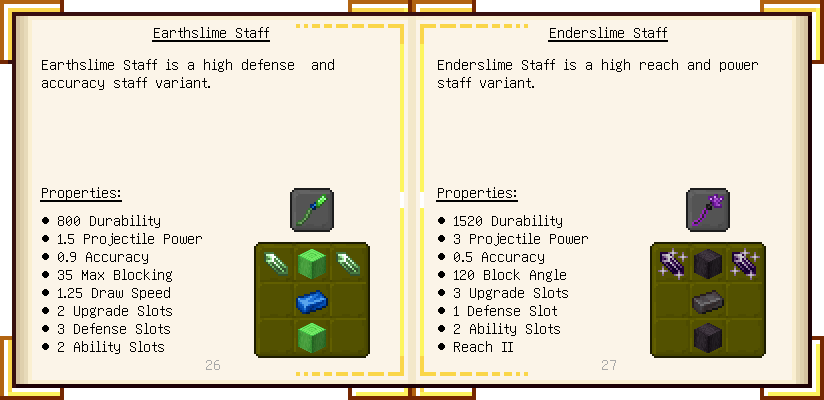 Earthslime Staff
Earthslime Staff is a high defense  and
accuracy staff variant.
Properties:
• 800 Durability
• 1.5 Projectile Power
• 0.9 Accuracy
• 35 Max Blocking
• 1.25 Draw Speed
• 2 Upgrade Slots
• 3 Defense Slots
• 2 Ability Slots
26
Enderslime Staff
Enderslime Staff is a high reach and power
staff variant.
Properties:
• 1520 Durability
• 3 Projectile Power
• 0.5 Accuracy
• 120 Block Angle
• 3 Upgrade Slots
• 1 Defense Slot
• 2 Ability Slots
• Reach II
27